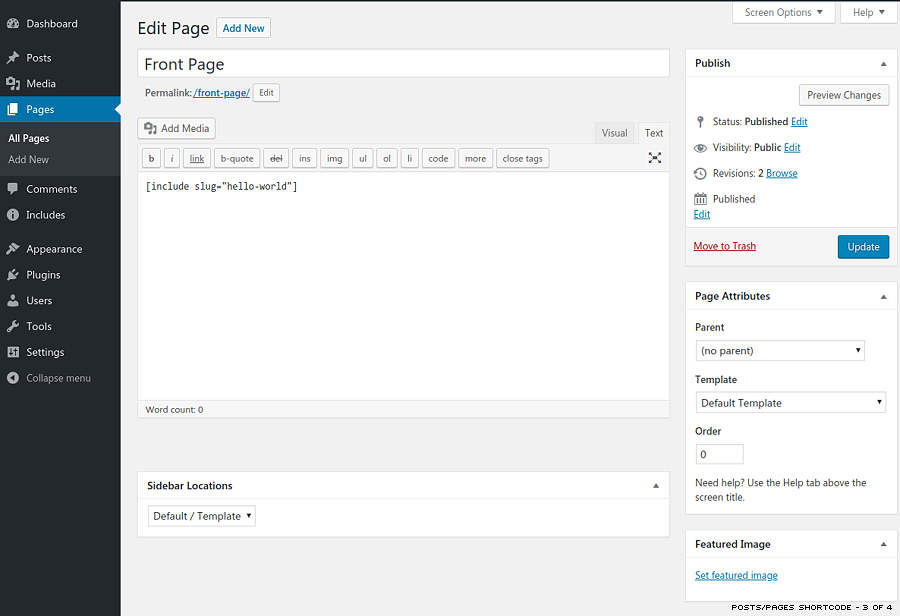 Screen Options ▼
Help ▼
Dashboard
Posts
Media
Pages
All Pages
Add New
Comments
Includes
Appearance
Plugins
Users
Tools
Settings
Collapse menu
Edit Page Add New
Front Page
Permalink: /front-page/ Edit
Add Media
Visual Text
b i link b-quote del ins img ul ol li code more close tags
[include slug="hello-world"]
Word count: 0
Sidebar Locations
Default / Template
Publish
Preview Changes
Status: Published Edit
Visibility: Public Edit
Revisions: 2 Browse
Published
Edit
Move to Trash Update
Page Attributes
Parent
(no parent)
Template
Default Template
Order
0
Need help? Use the Help tab above the
screen title.
Featured Image
Set featured image
POSTS/PAGES SHORTCODE - 3 OF 4